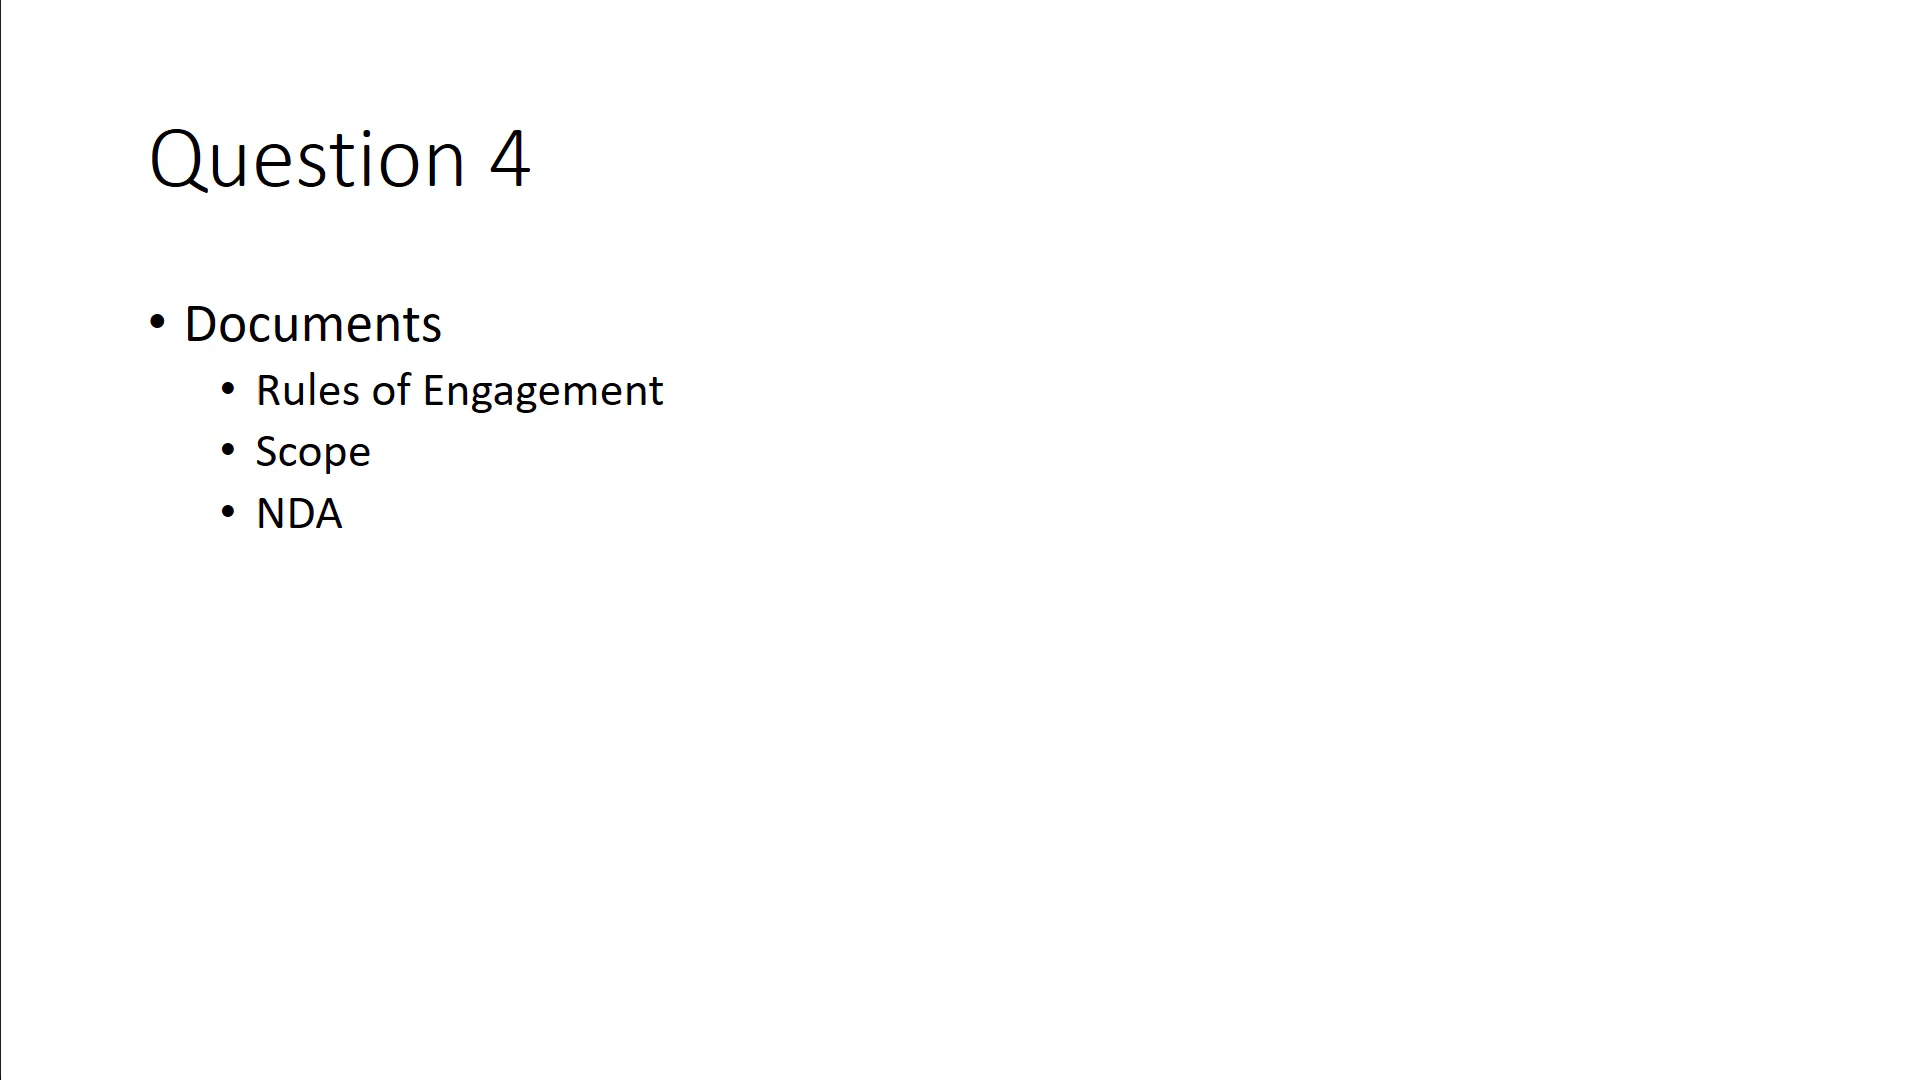 Question 4
• Documents
• Rules of Engagement
• Scope
• NDA